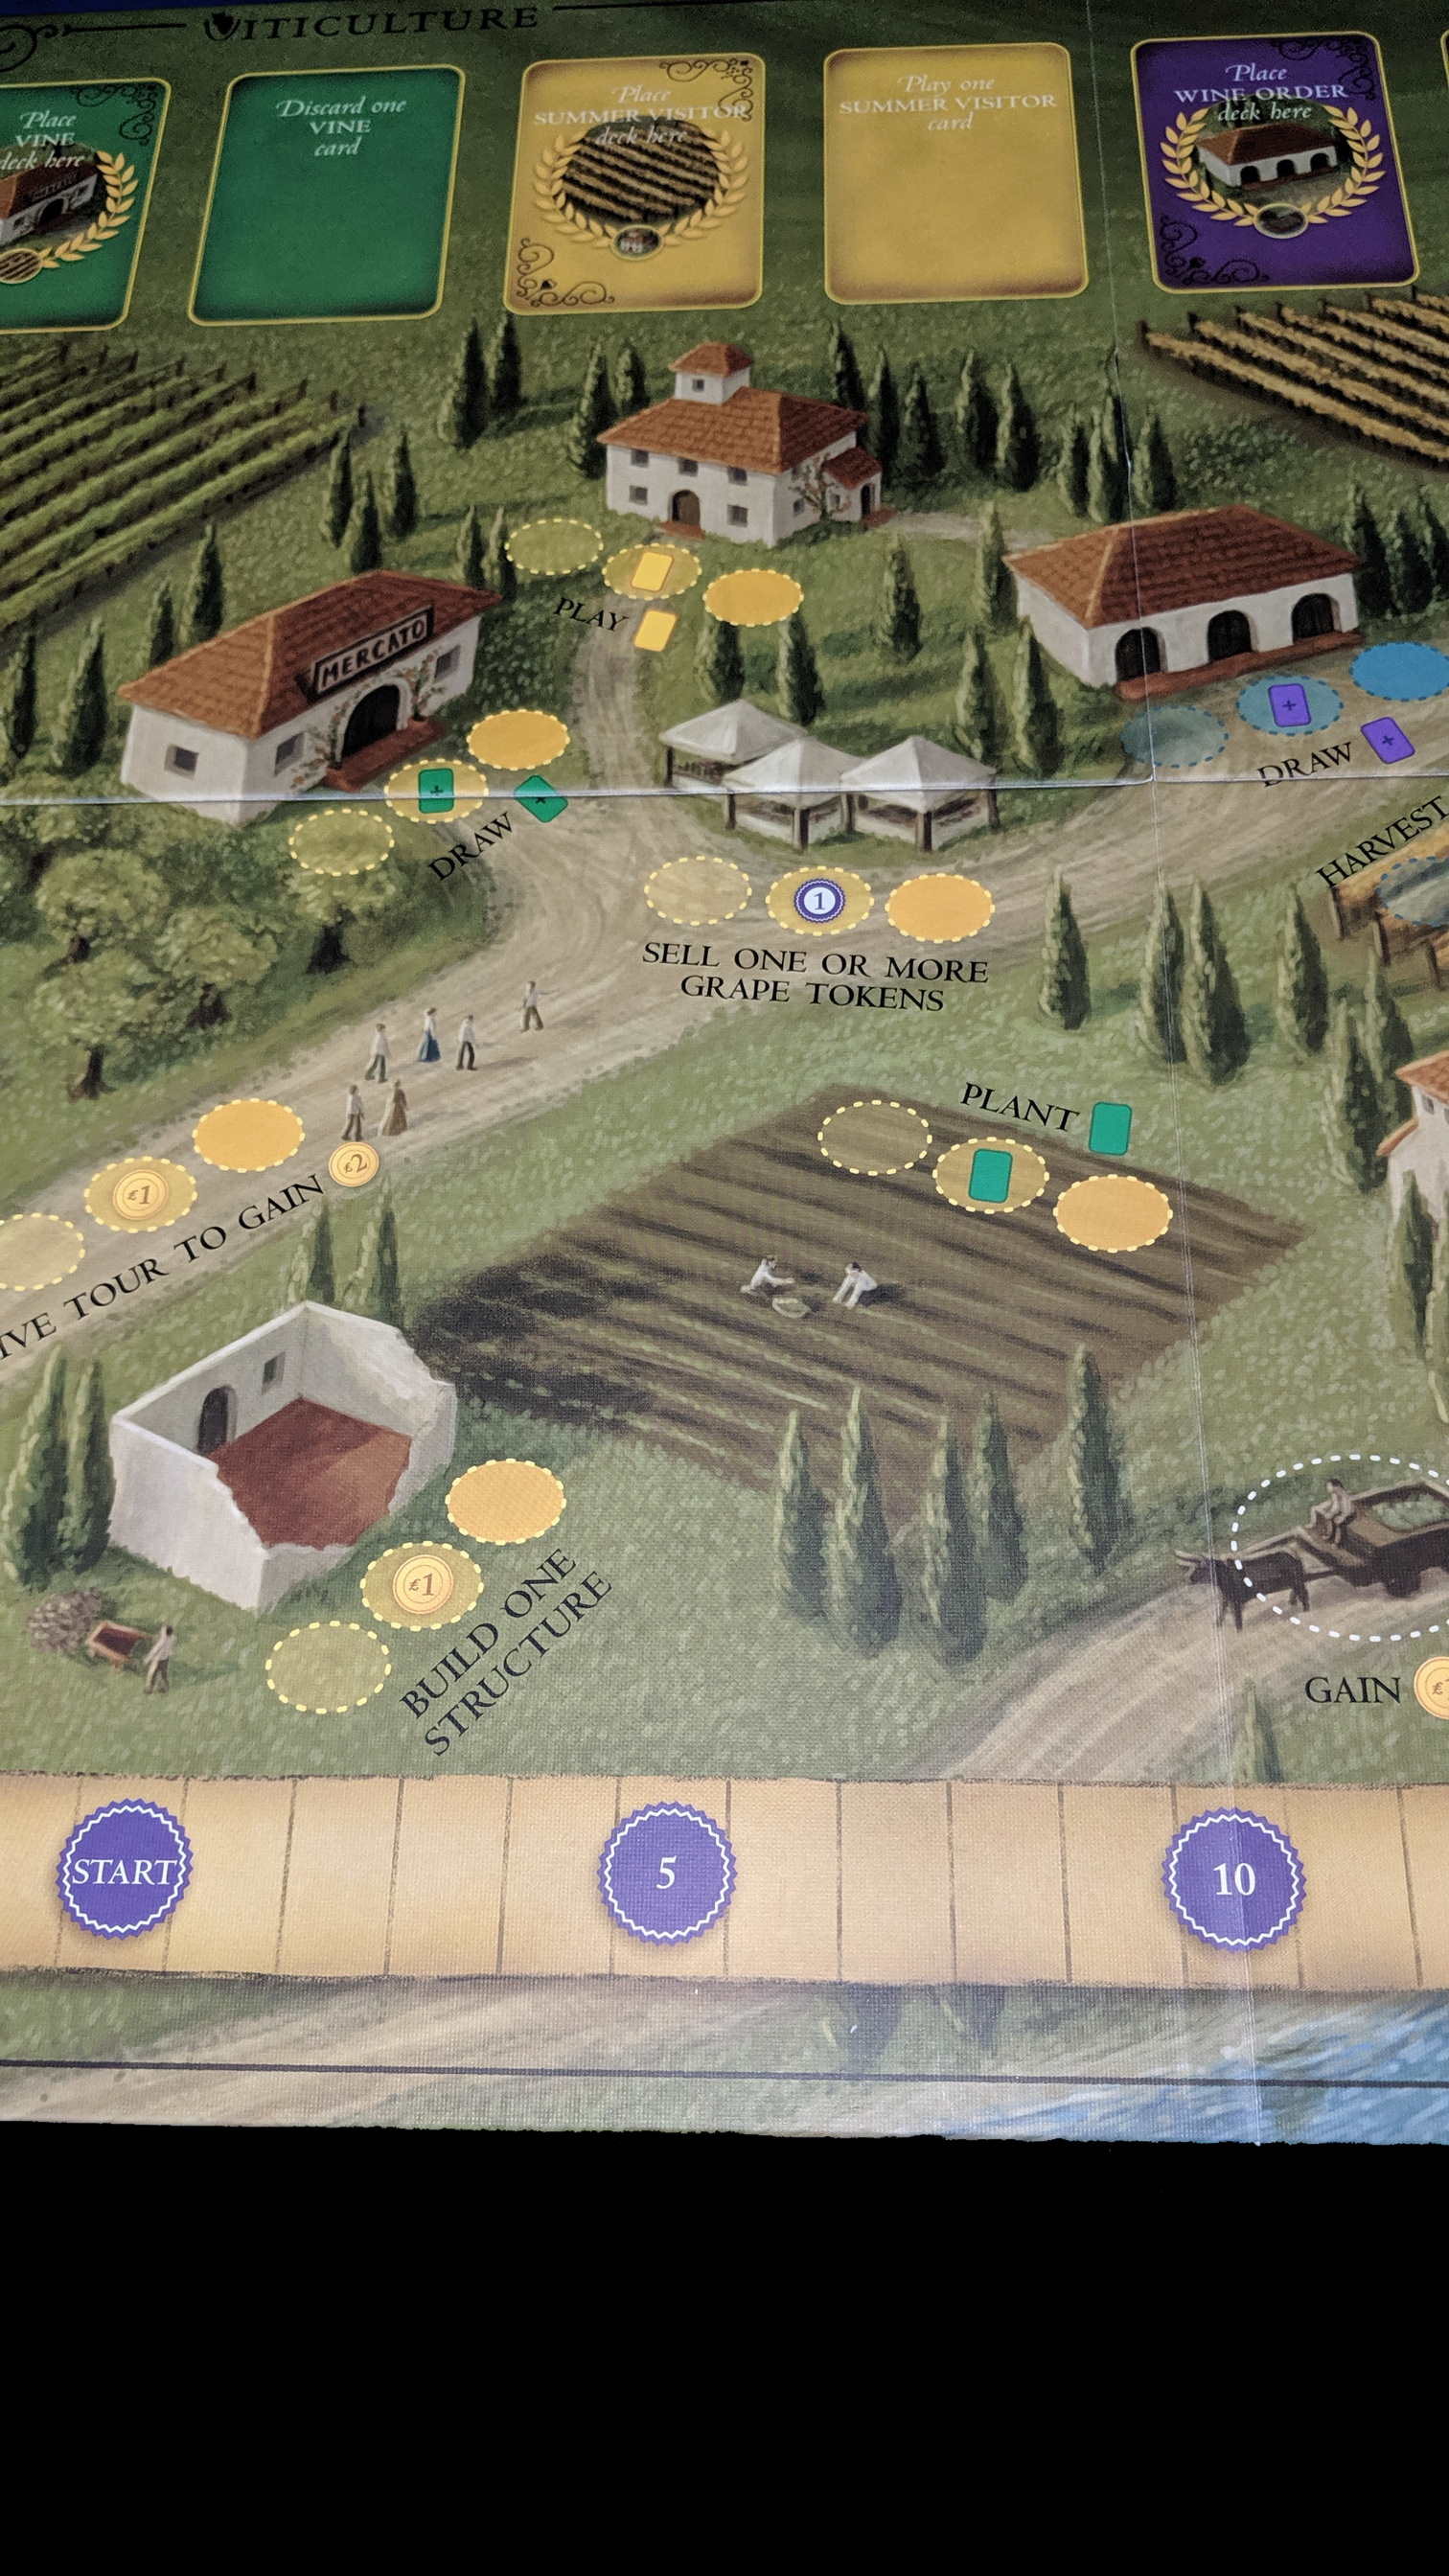 VITICULTURE
Place
VINE
deck here
Discard one
VINE
card
Place
SUMMER VISITOR
deck here
Play one
SUMMER VISITOR
card
Place
WINE ORDER
deck here
MERCATO
PLAY
DRAW
DRAW
HARVEST
1
SELL ONE OR MORE
GRAPE TOKENS
PLANT
€1
IVE TOUR TO GAIN €2
€1
BUILD ONE
STRUCTURE
GAIN
START
5
10